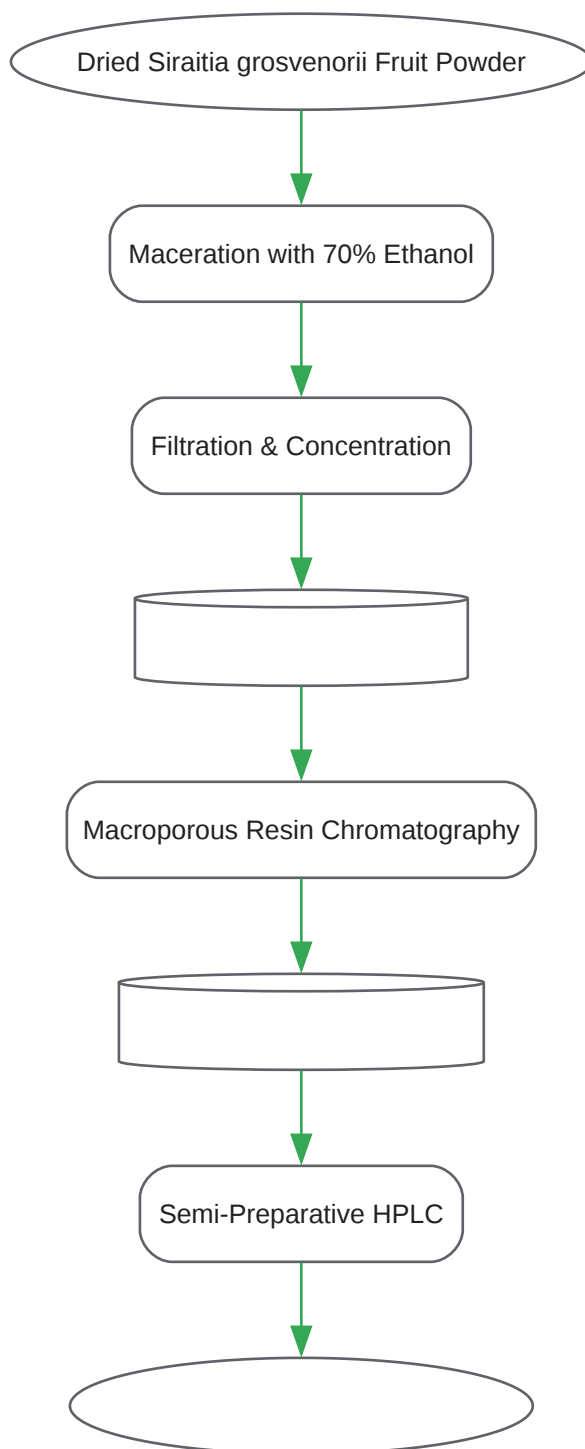 Dried Siraitia grosvenorii Fruit Powder
Maceration with 70% Ethanol
Filtration & Concentration
Macroporous Resin Chromatography
Semi-Preparative HPLC